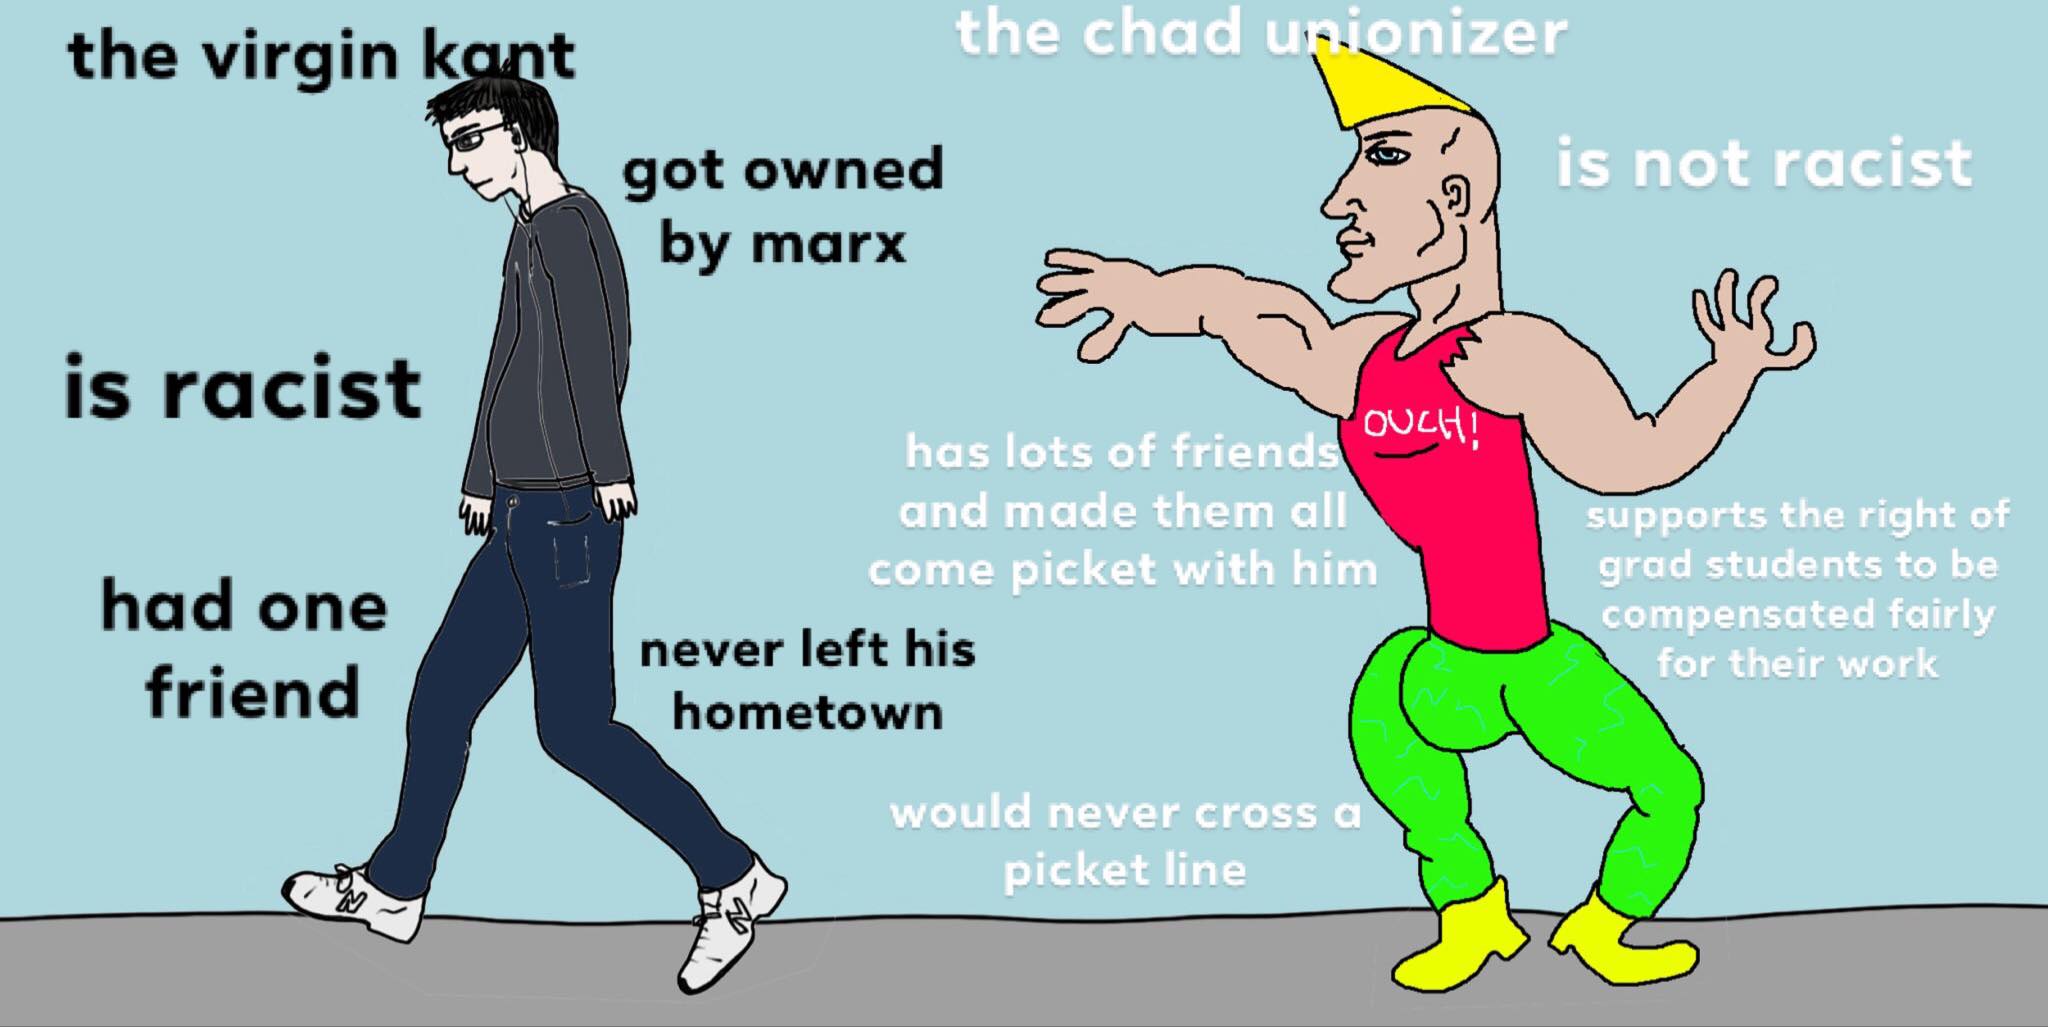 the virgin kant
got owned
by marx
is racist
had one
friend
never left his
hometown
the chad unionizer
is not racist
OUCH!
has lots of friends
and made them all
come picket with him
supports the right of
grad students to be
compensated fairly
for their work
would never cross a
picket line
N
N